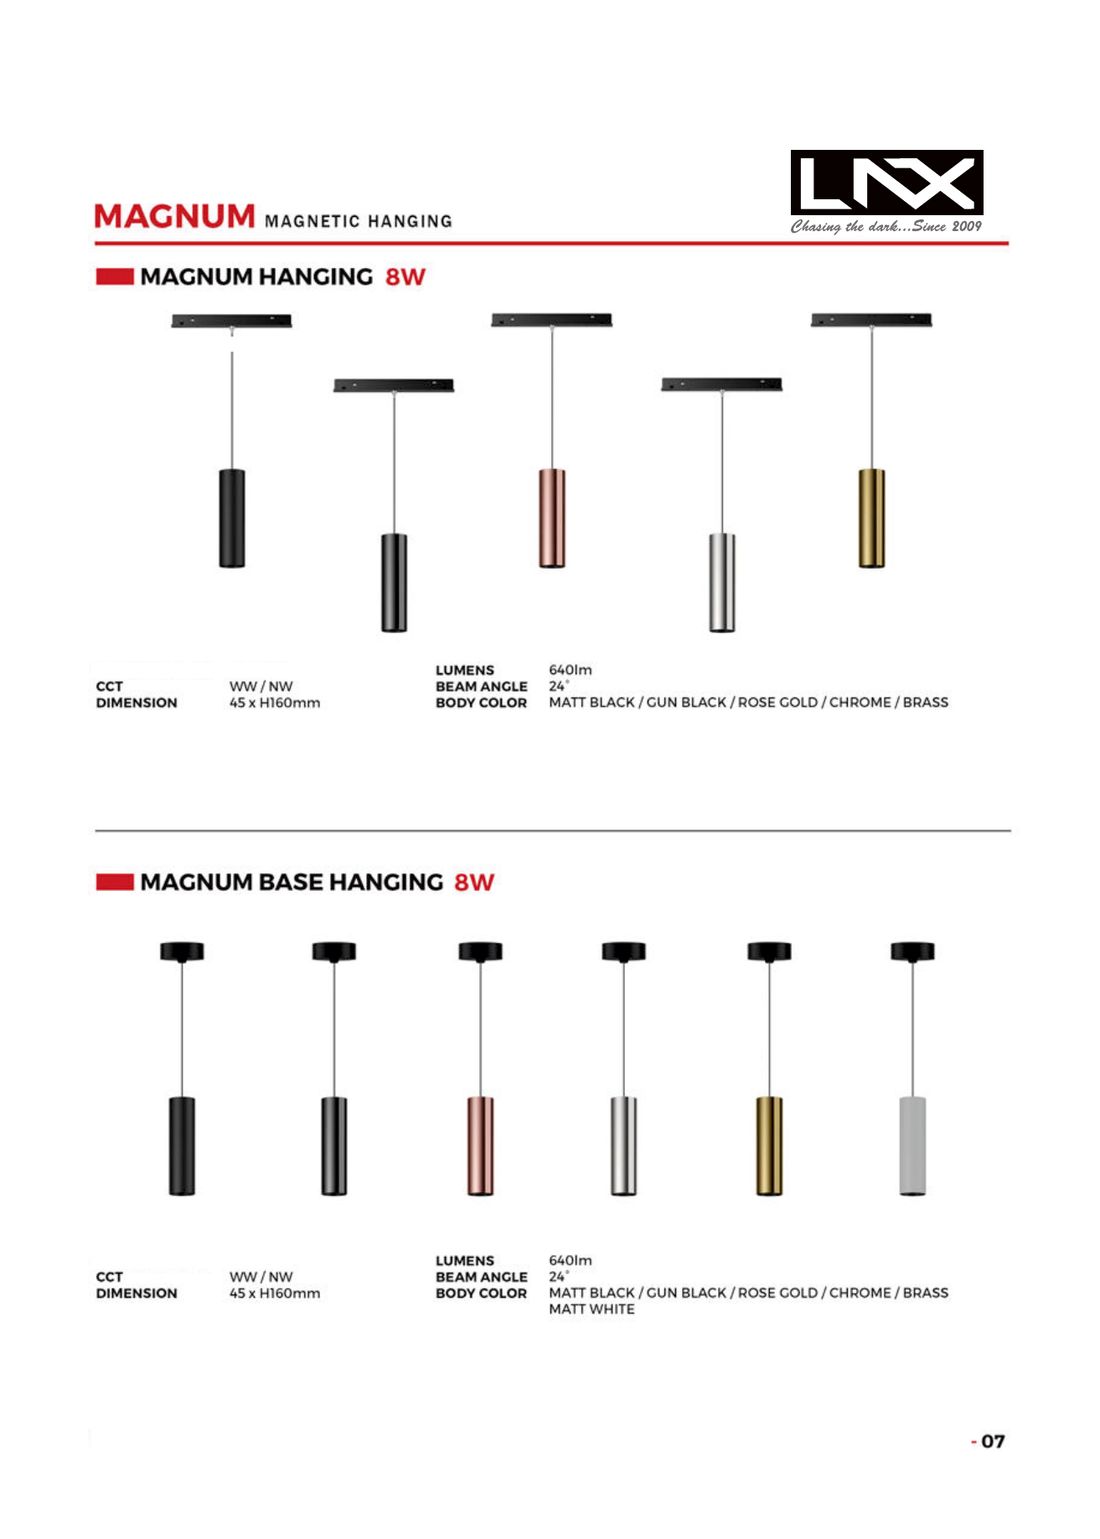 LNX
Chasing the dark...Since 2009
MAGNUM MAGNETIC HANGING
MAGNUM HANGING 8W
LUMENS 640lm
CCT WW / NW BEAM ANGLE 24°
DIMENSION 45 x H160mm BODY COLOR MATT BLACK / GUN BLACK / ROSE GOLD / CHROME / BRASS
MAGNUM BASE HANGING 8W
LUMENS 640lm
CCT WW / NW BEAM ANGLE 24°
DIMENSION 45 x H160mm BODY COLOR MATT BLACK / GUN BLACK / ROSE GOLD / CHROME / BRASS
MATT WHITE
- 07